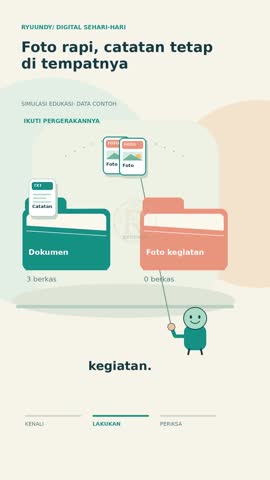 RYUUNDY/ DIGITAL SEHARI-HARI
Foto rapi, catatan tetap
di tempatnya
SIMULASI EDUKASI· DATA CONTOH
IKUTI PERGERAKANNYA
FOTO
Foto
Foto
TXT
Catatan
Dokumen
Foto kegiatan
3 berkas
0 berkas
kegiatan.
KENALI
LAKUKAN
PERIKSA